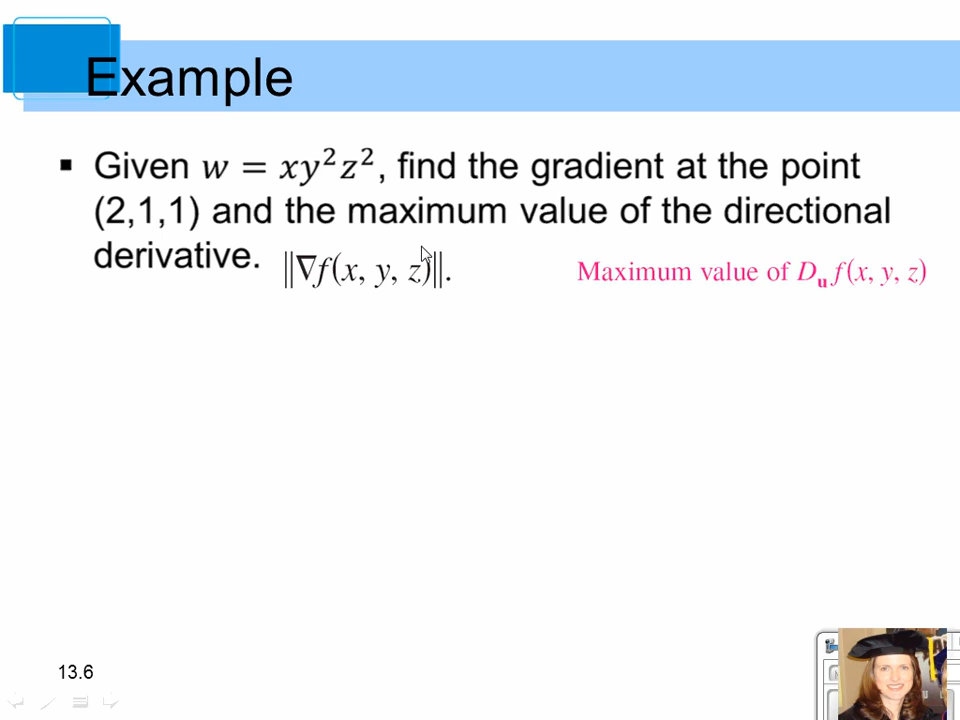 Example
▪ Given 𝑤 = 𝑥𝑦²𝑧², find the gradient at the point
(2,1,1) and the maximum value of the directional
derivative. ‖∇f(x, y, z)‖. Maximum value of D_u f(x, y, z)
13.6